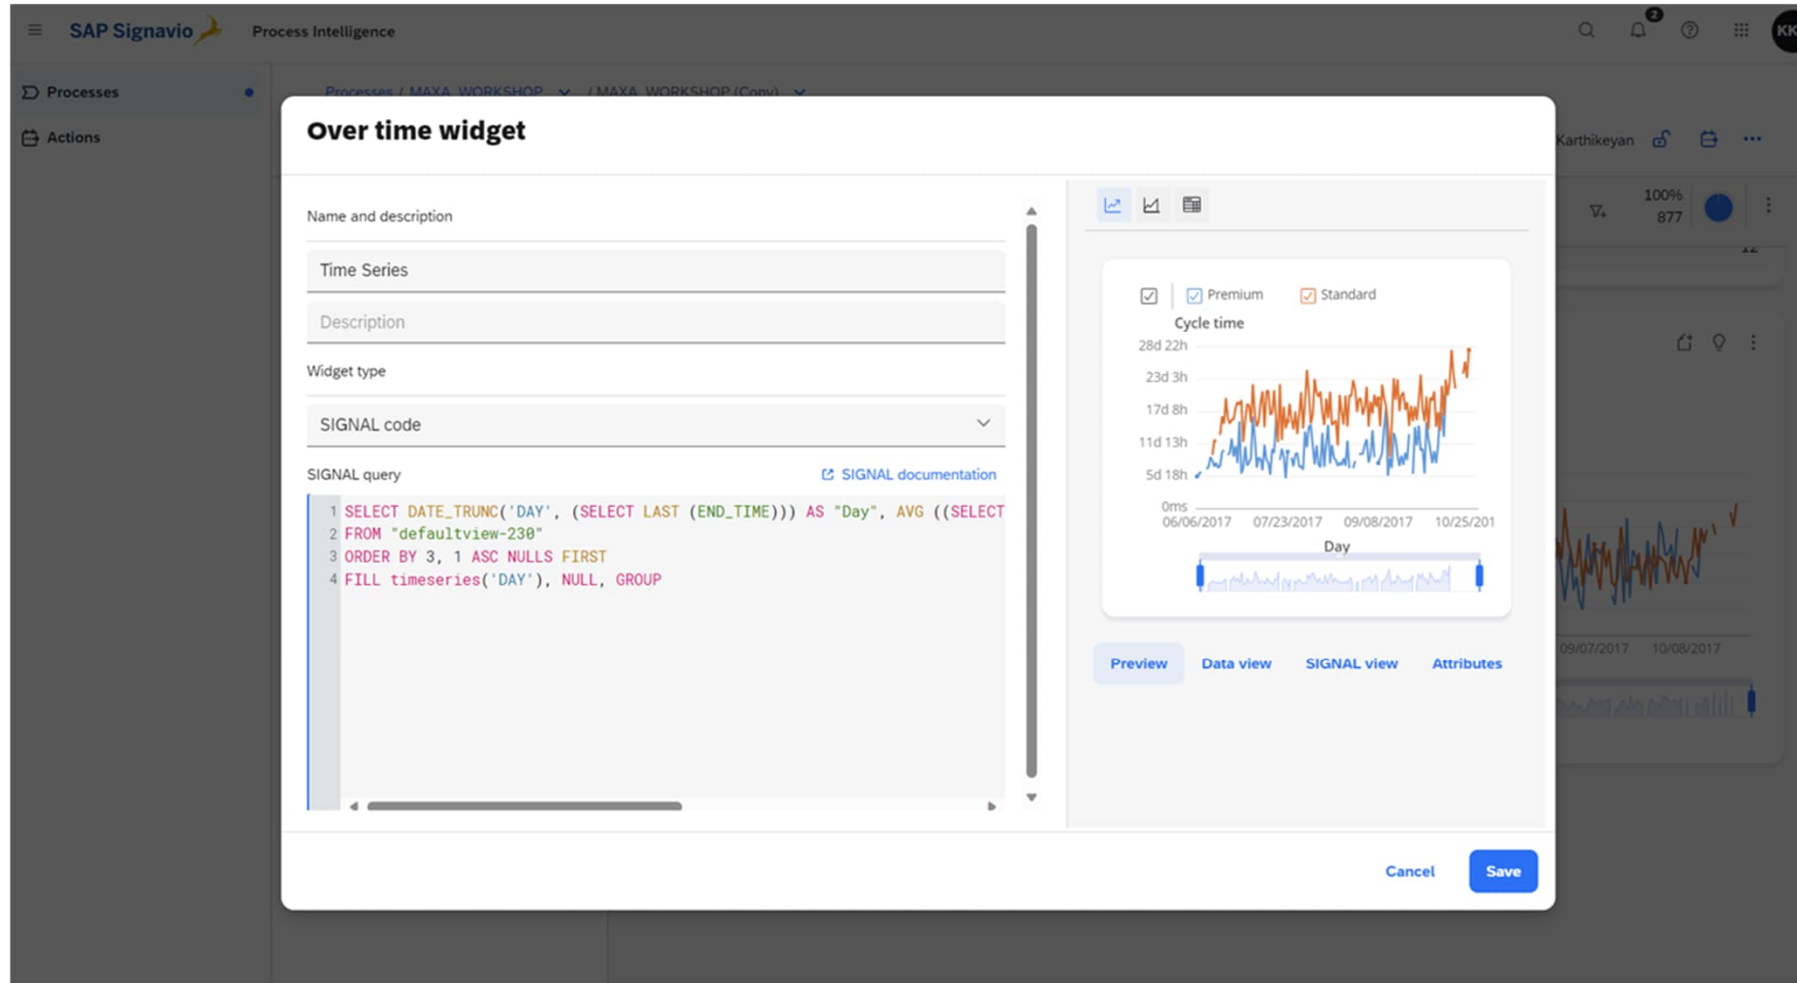 SAP Signavio
Process Intelligence
2
KK
Processes
Actions
Processes / MAXA_WORKSHOP / MAXA_WORKSHOP (Copy)
Karthikeyan
100%
877
12
Over time widget
Name and description
Time Series
Description
Widget type
SIGNAL code
SIGNAL query
SIGNAL documentation
1 SELECT DATE_TRUNC('DAY', (SELECT LAST (END_TIME))) AS "Day", AVG ((SELECT
2 FROM "defaultview-230"
3 ORDER BY 3, 1 ASC NULLS FIRST
4 FILL timeseries('DAY'), NULL, GROUP
Premium
Standard
Cycle time
28d 22h
23d 3h
17d 8h
11d 13h
5d 18h
0ms
06/06/2017 07/23/2017 09/08/2017 10/25/201
Day
Preview
Data view
SIGNAL view
Attributes
09/07/2017 10/08/2017
Cancel
Save